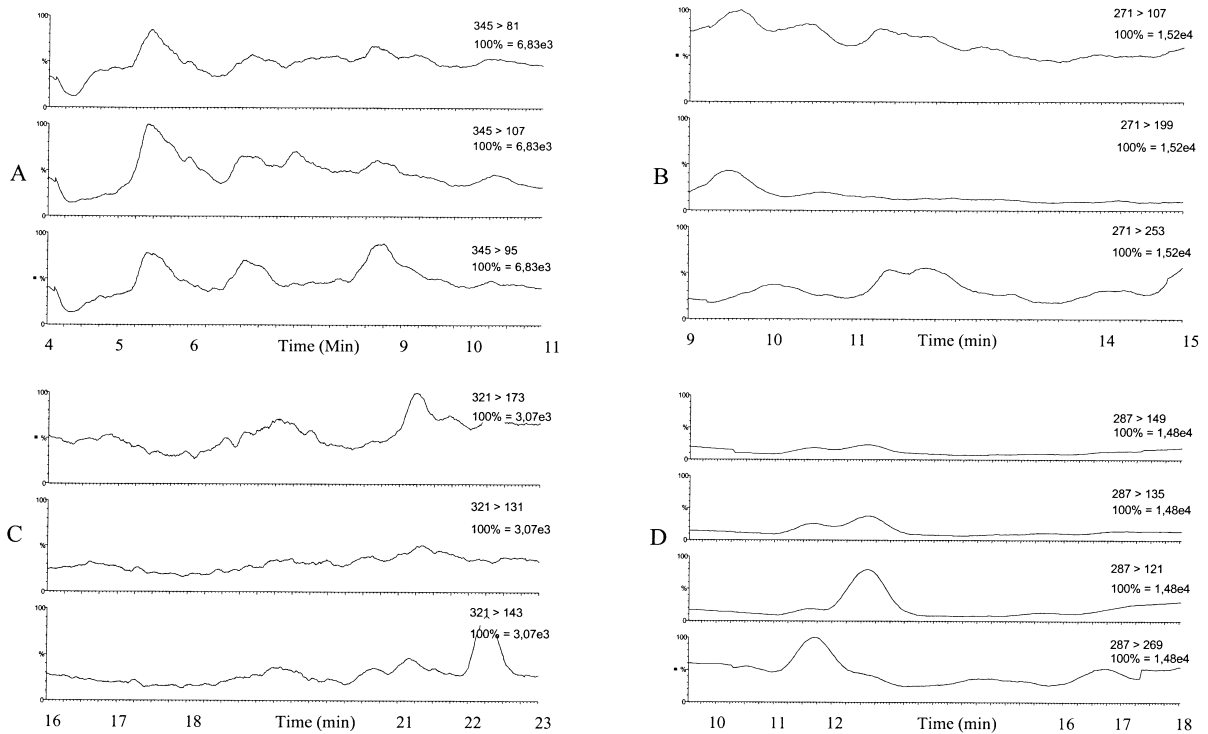 A
100
%
0
345 > 81
100% = 6,83e3
100
%
0
345 > 107
100% = 6,83e3
100
%
0
345 > 95
100% = 6,83e3
4 5 6 Time (Min) 9 10 11
B
100
%
0
271 > 107
100% = 1,52e4
100
%
0
271 > 199
100% = 1,52e4
100
%
0
271 > 253
100% = 1,52e4
9 10 11 Time (min) 14 15
C
100
%
0
321 > 173
100% = 3,07e3
100
%
0
321 > 131
100% = 3,07e3
100
%
0
321 > 143
100% = 3,07e3
16 17 18 Time (min) 21 22 23
D
100
%
0
287 > 149
100% = 1,48e4
100
%
0
287 > 135
100% = 1,48e4
100
%
0
287 > 121
100% = 1,48e4
100
%
0
287 > 269
100% = 1,48e4
10 11 12 Time (min) 16 17 18